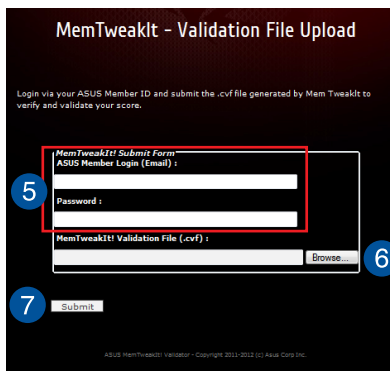 MemTweakIt - Validation File Upload
Login via your ASUS Member ID and submit the .cvf file generated by Mem TweakIt to
verify and validate your score.
MemTweakIt! Submit Form
ASUS Member Login (Email) :
5
Password :
MemTweakIt! Validation File (.cvf) :
Browse...
6
7
Submit
ASUS MemTweakIt! Validator - Copyright 2011-2012 (c) Asus Corp Inc.